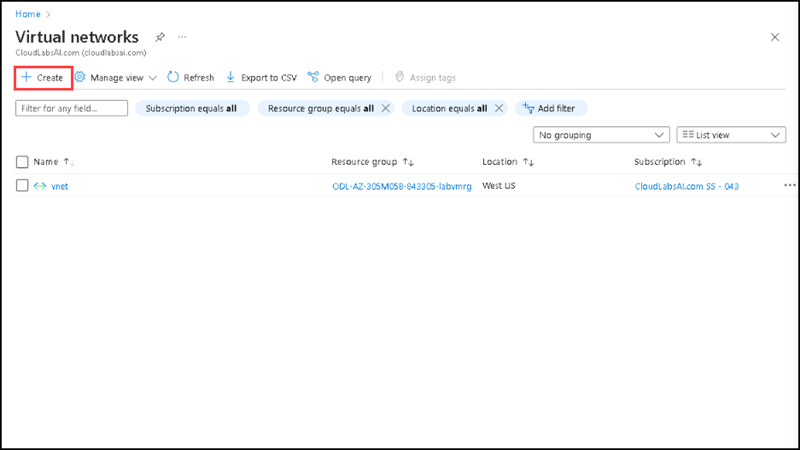 Home
Virtual networks
CloudLabsAI.com (cloudlabsai.com)
Create Manage view Refresh Export to CSV Open query Assign tags
Filter for any field... Subscription equals all Resource group equals all Location equals all Add filter
No grouping List view
Name Resource group Location Subscription
vnet ODL-AZ-305M05B-843305-labvmrg West US CloudLabsAI.com SS - 043